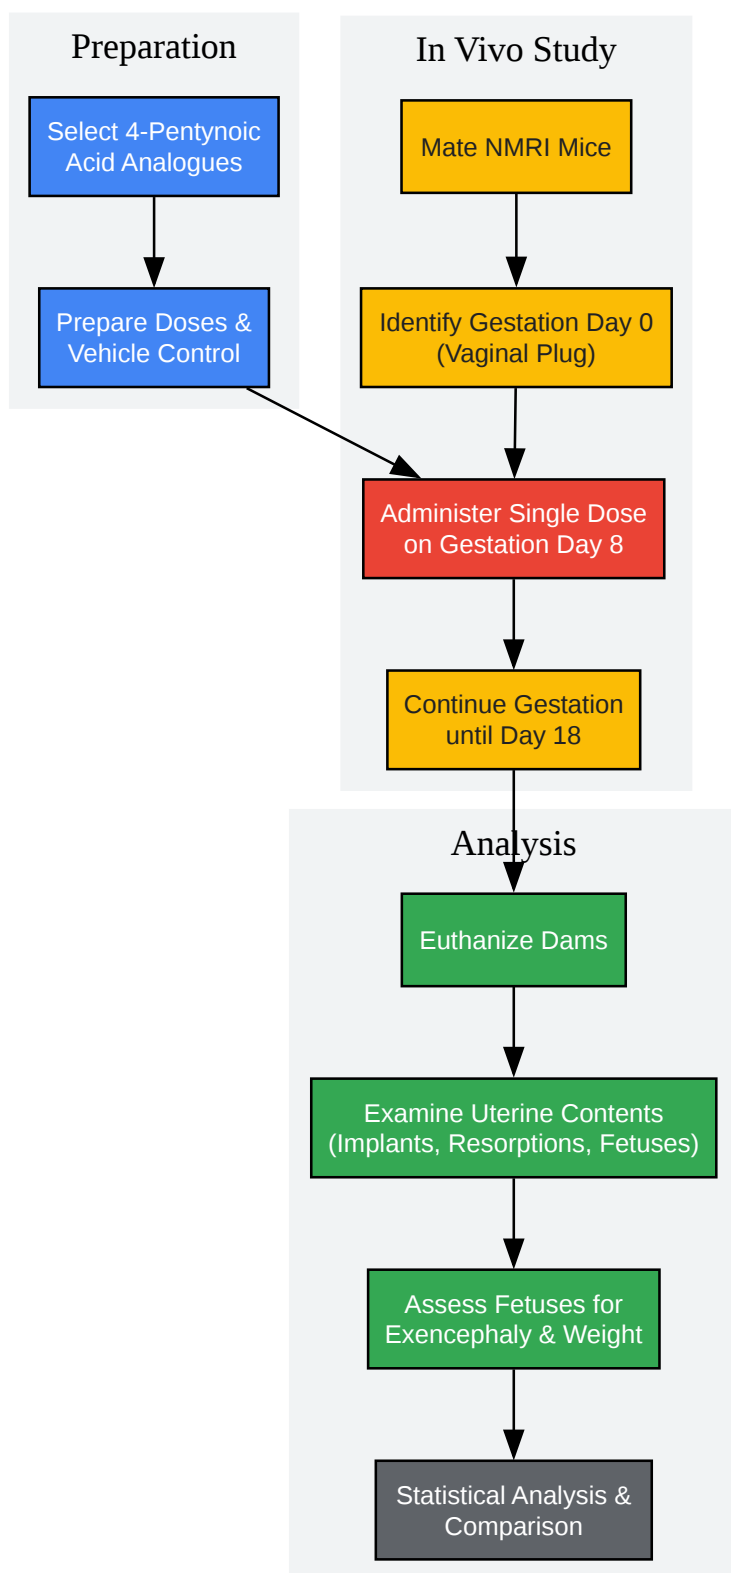 Preparation
Select 4-Pentynoic
Acid Analogues
Prepare Doses &
Vehicle Control
In Vivo Study
Mate NMRI Mice
Identify Gestation Day 0
(Vaginal Plug)
Administer Single Dose
on Gestation Day 8
Continue Gestation
until Day 18
Analysis
Euthanize Dams
Examine Uterine Contents
(Implants, Resorptions, Fetuses)
Assess Fetuses for
Exencephaly & Weight
Statistical Analysis &
Comparison